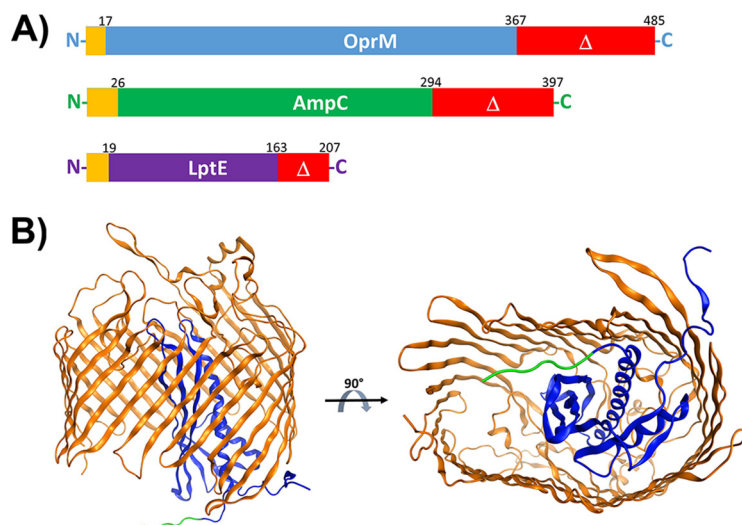 A)
17 367 485
N- OprM Δ -C
26 294 397
N- AmpC Δ -C
19 163 207
N- LptE Δ -C
B)
90°